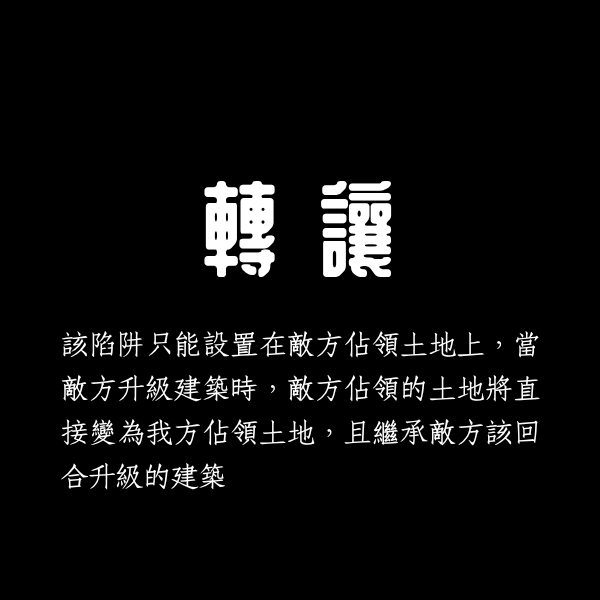 轉讓
該陷阱只能設置在敵方佔領土地上，當
敵方升級建築時，敵方佔領的土地將直
接變為我方佔領土地，且繼承敵方該回
合升級的建築